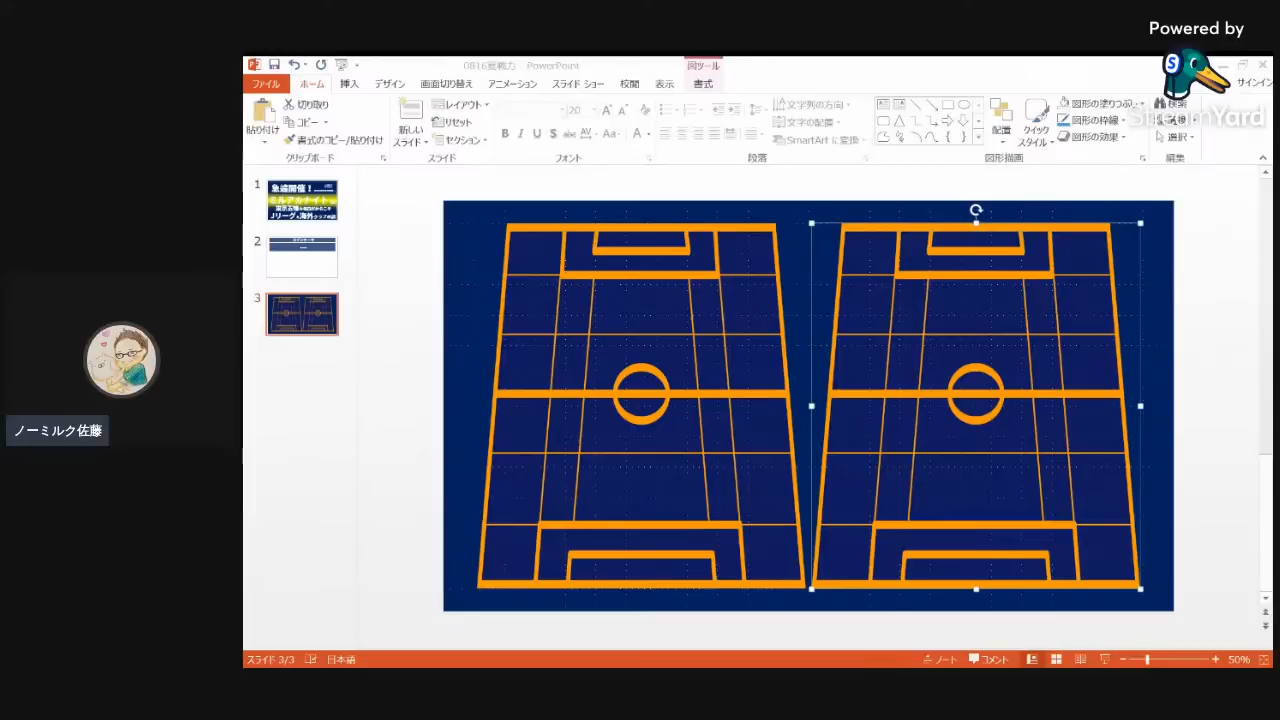 Powered by
StreamYard
0816夏戦力 - PowerPoint
図ツール
サインイン
ファイル
ホーム
挿入
デザイン
画面切り替え
アニメーション
スライド ショー
校閲
表示
書式
貼り付け
切り取り
コピー
書式のコピー/貼り付け
クリップボード
新しい
スライド
レイアウト
リセット
セクション
スライド
20
フォント
文字列の方向
文字の配置
SmartArt に変換
段落
配置
クイック
スタイル
図形の塗りつぶし
図形の枠線
図形の効果
図形描画
検索
選択
編集
1
急遽開催!
Jリーグ&海外クラブの話
2
3
ノーミルク佐藤
スライド 3/3
日本語
ノート
コメント
50%